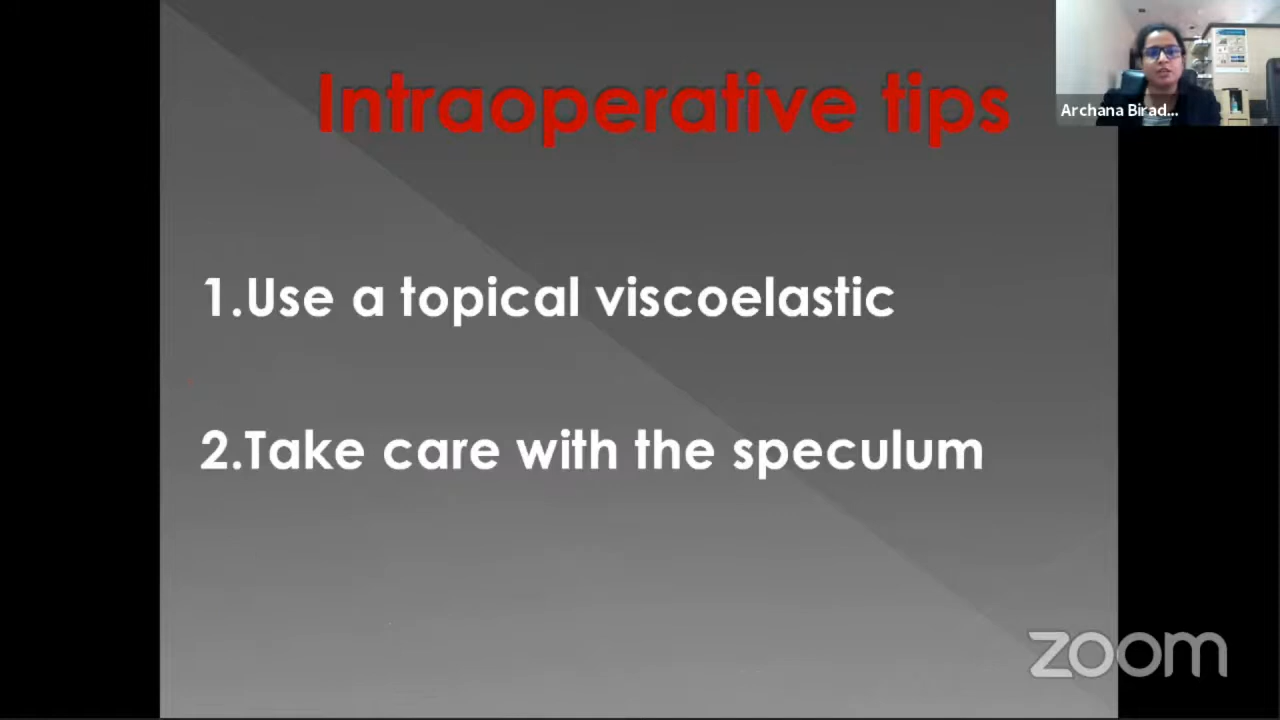 Intraoperative tips
Archana Birad...
1.Use a topical viscoelastic
2.Take care with the speculum
zoom